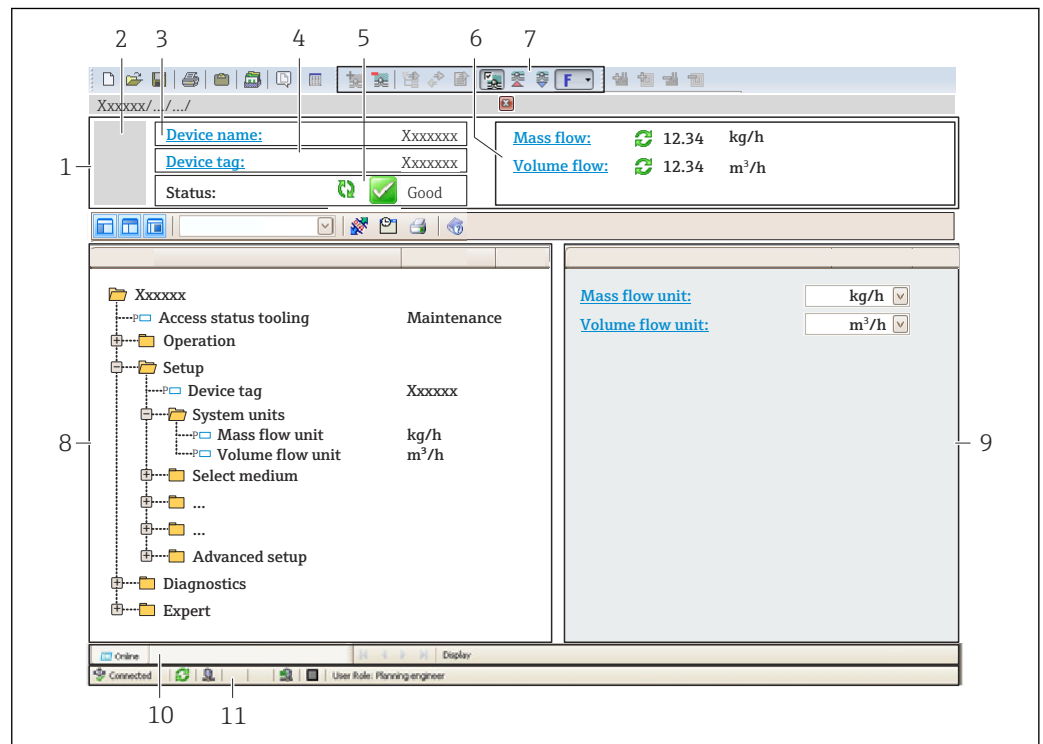 2 3 4 5 6 7
F
Xxxxxx/.../.../
1
Device name: Xxxxxxx
Device tag: Xxxxxxx
Status: Good
Mass flow: 12.34 kg/h
Volume flow: 12.34 m³/h
Xxxxxx
P Access status tooling Maintenance
Operation
Setup
P Device tag Xxxxxx
System units
P Mass flow unit kg/h
P Volume flow unit m³/h
Select medium
...
...
Advanced setup
Diagnostics
Expert
8
Mass flow unit: kg/h
Volume flow unit: m³/h
9
Online Display
Connected User Role: Planning engineer
10 11